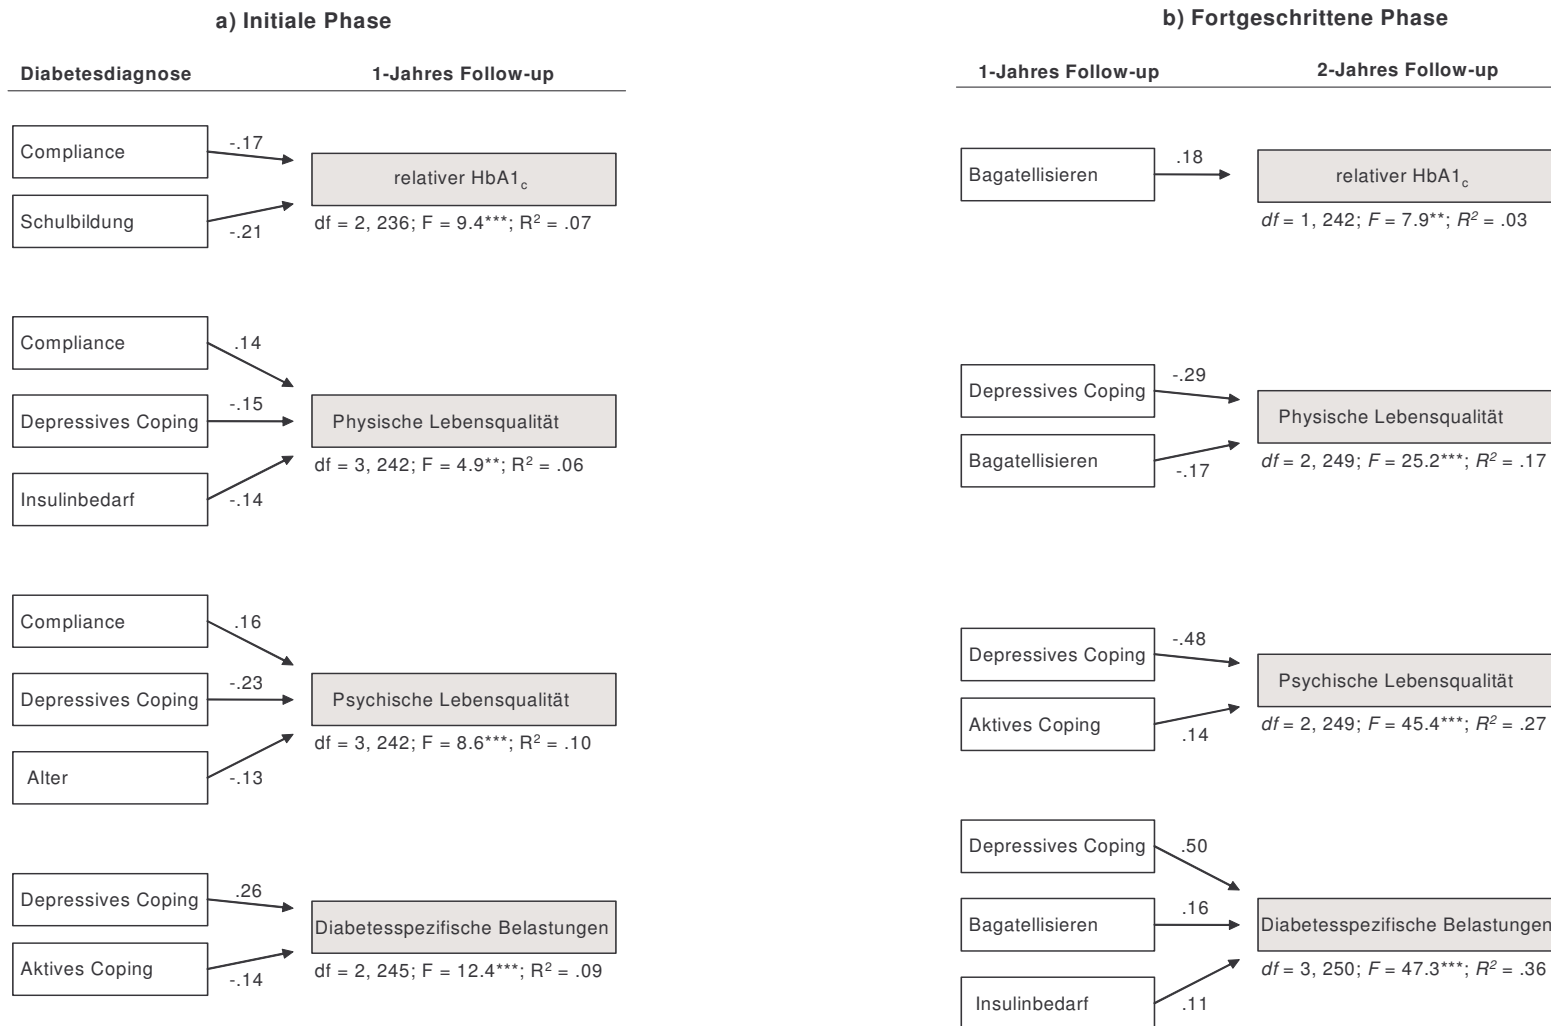 a) Initiale Phase
Diabetesdiagnose 1-Jahres Follow-up
Compliance
-.17
Schulbildung
-.21
relativer HbA1c
df = 2, 236; F = 9.4***; R² = .07
Compliance
.14
Depressives Coping
-.15
Insulinbedarf
-.14
Physische Lebensqualität
df = 3, 242; F = 4.9**; R² = .06
Compliance
.16
Depressives Coping
-.23
Alter
-.13
Psychische Lebensqualität
df = 3, 242; F = 8.6***; R² = .10
Depressives Coping
.26
Aktives Coping
-.14
Diabetesspezifische Belastungen
df = 2, 245; F = 12.4***; R² = .09
b) Fortgeschrittene Phase
1-Jahres Follow-up 2-Jahres Follow-up
Bagatellisieren
.18
relativer HbA1c
df = 1, 242; F = 7.9**; R² = .03
Depressives Coping
-.29
Bagatellisieren
-.17
Physische Lebensqualität
df = 2, 249; F = 25.2***; R² = .17
Depressives Coping
-.48
Aktives Coping
.14
Psychische Lebensqualität
df = 2, 249; F = 45.4***; R² = .27
Depressives Coping
.50
Bagatellisieren
.16
Insulinbedarf
.11
Diabetesspezifische Belastungen
df = 3, 250; F = 47.3***; R² = .36